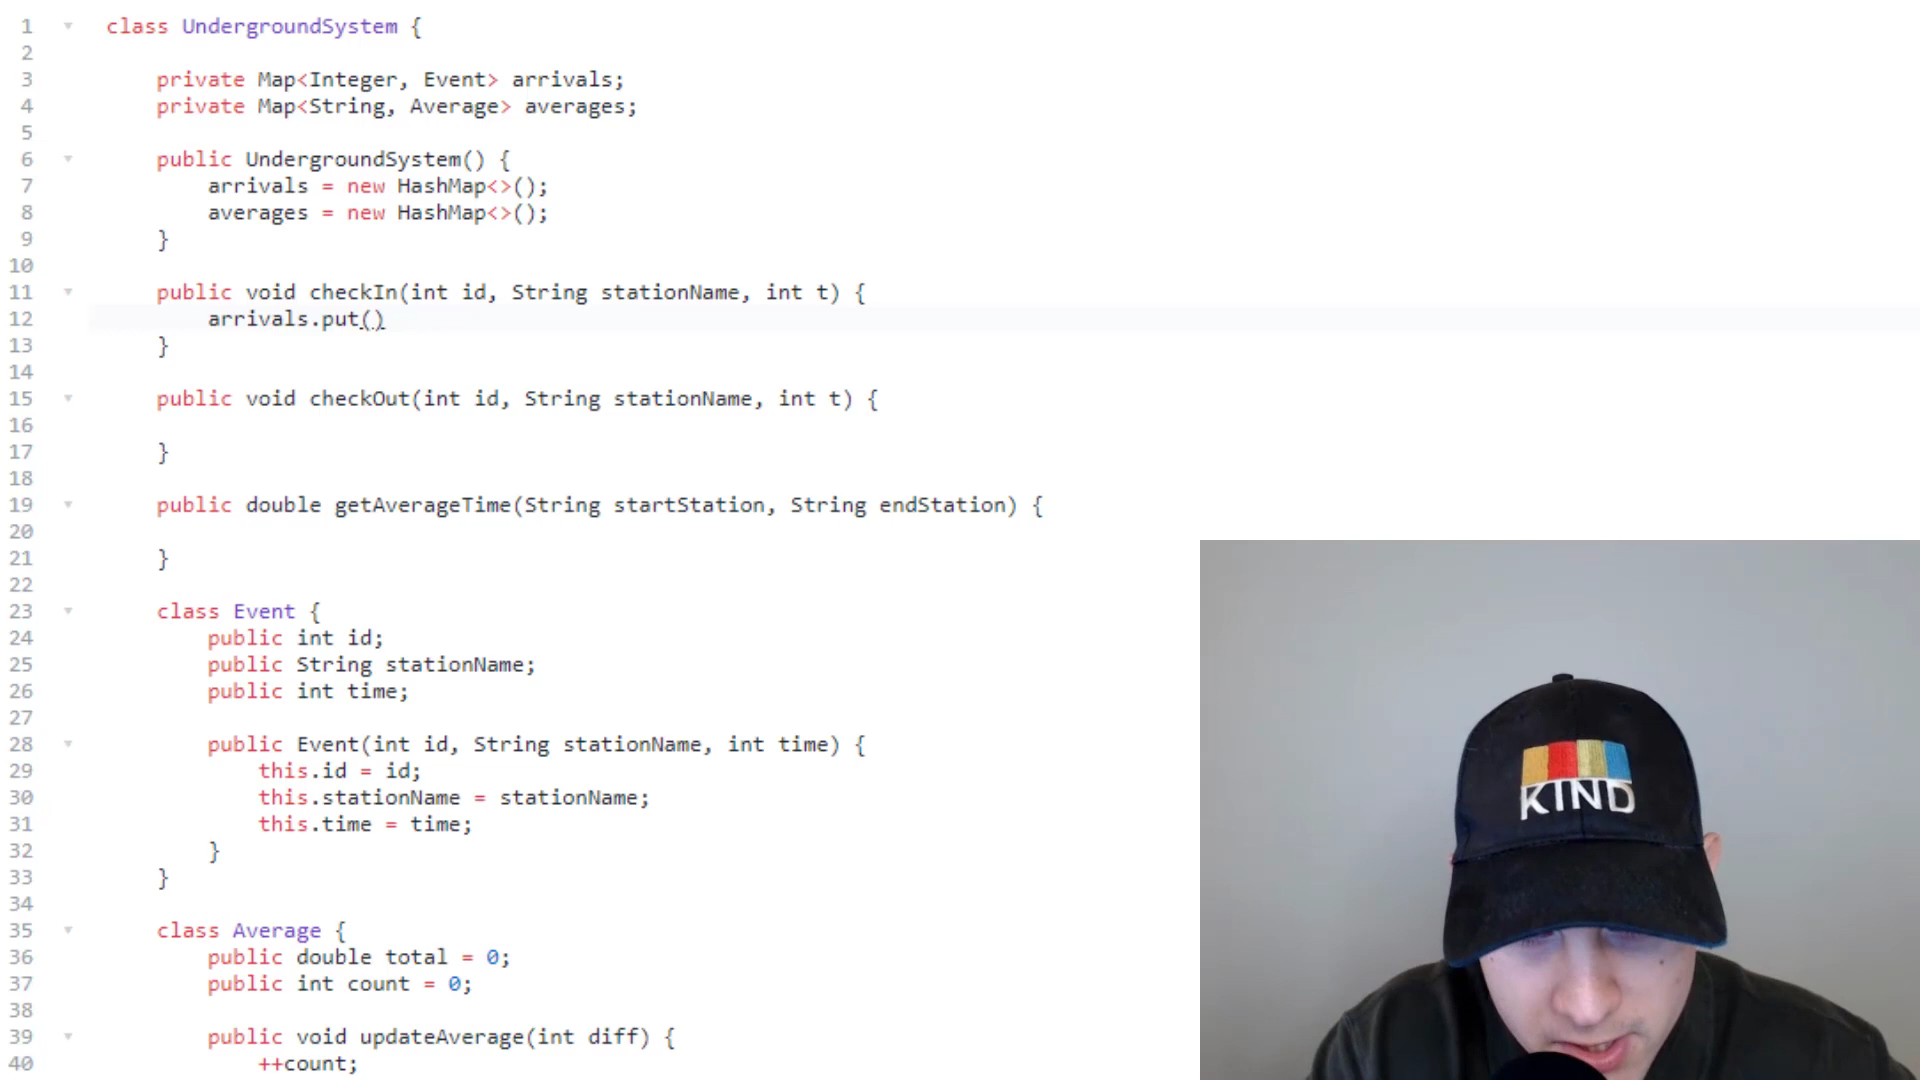 1 class UndergroundSystem {
2
3 private Map<Integer, Event> arrivals;
4 private Map<String, Average> averages;
5
6 public UndergroundSystem() {
7 arrivals = new HashMap<>();
8 averages = new HashMap<>();
9 }
10
11 public void checkIn(int id, String stationName, int t) {
12 arrivals.put()
13 }
14
15 public void checkOut(int id, String stationName, int t) {
16
17 }
18
19 public double getAverageTime(String startStation, String endStation) {
20
21 }
22
23 class Event {
24 public int id;
25 public String stationName;
26 public int time;
27
28 public Event(int id, String stationName, int time) {
29 this.id = id;
30 this.stationName = stationName;
31 this.time = time;
32 }
33 }
34
35 class Average {
36 public double total = 0;
37 public int count = 0;
38
39 public void updateAverage(int diff) {
40 ++count;
KIND